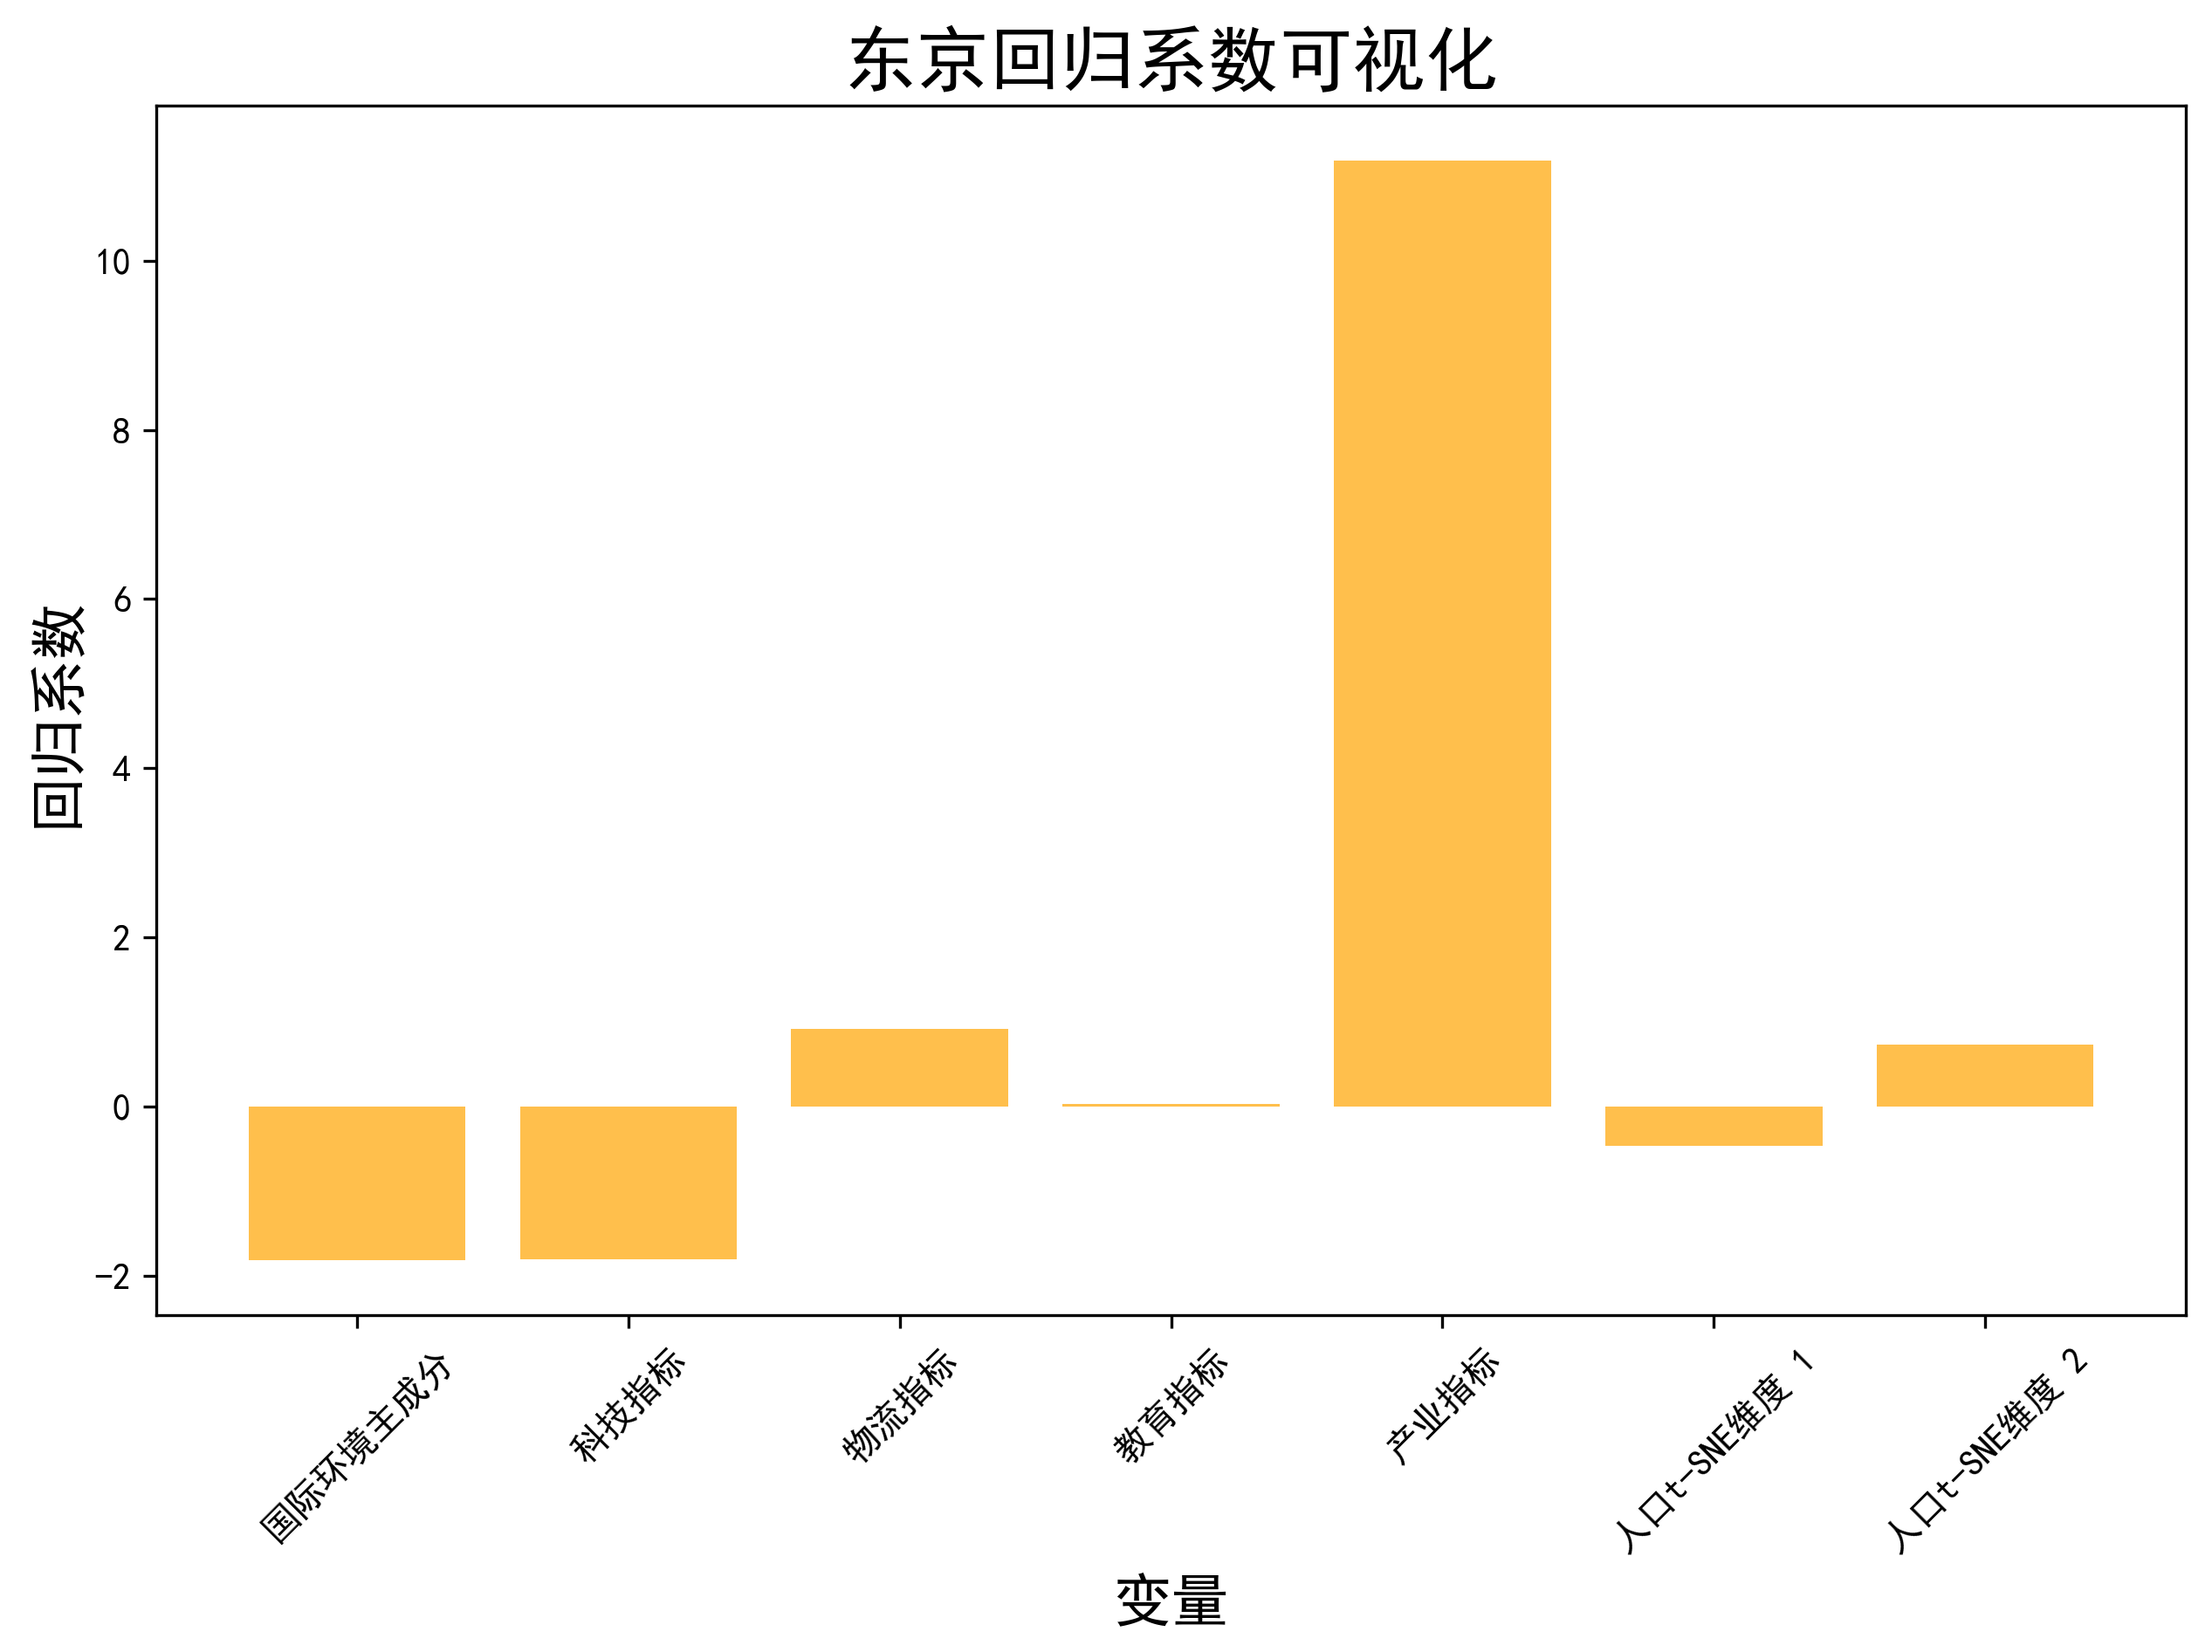 东京回归系数可视化
回归系数
10
8
6
4
2
0
−2
国际环境主成分
科技指标
物流指标
教育指标
产业指标
人口t-SNE维度 1
人口t-SNE维度 2
变量